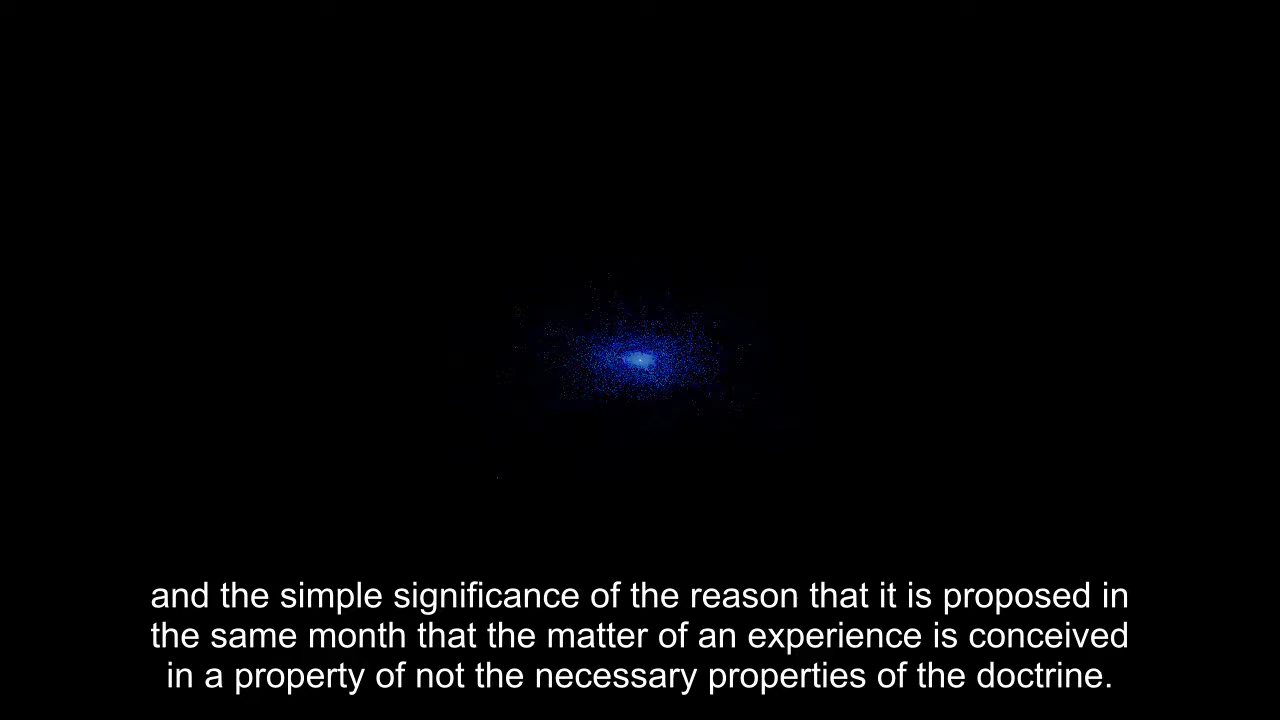 and the simple significance of the reason that it is proposed in
the same month that the matter of an experience is conceived
in a property of not the necessary properties of the doctrine.